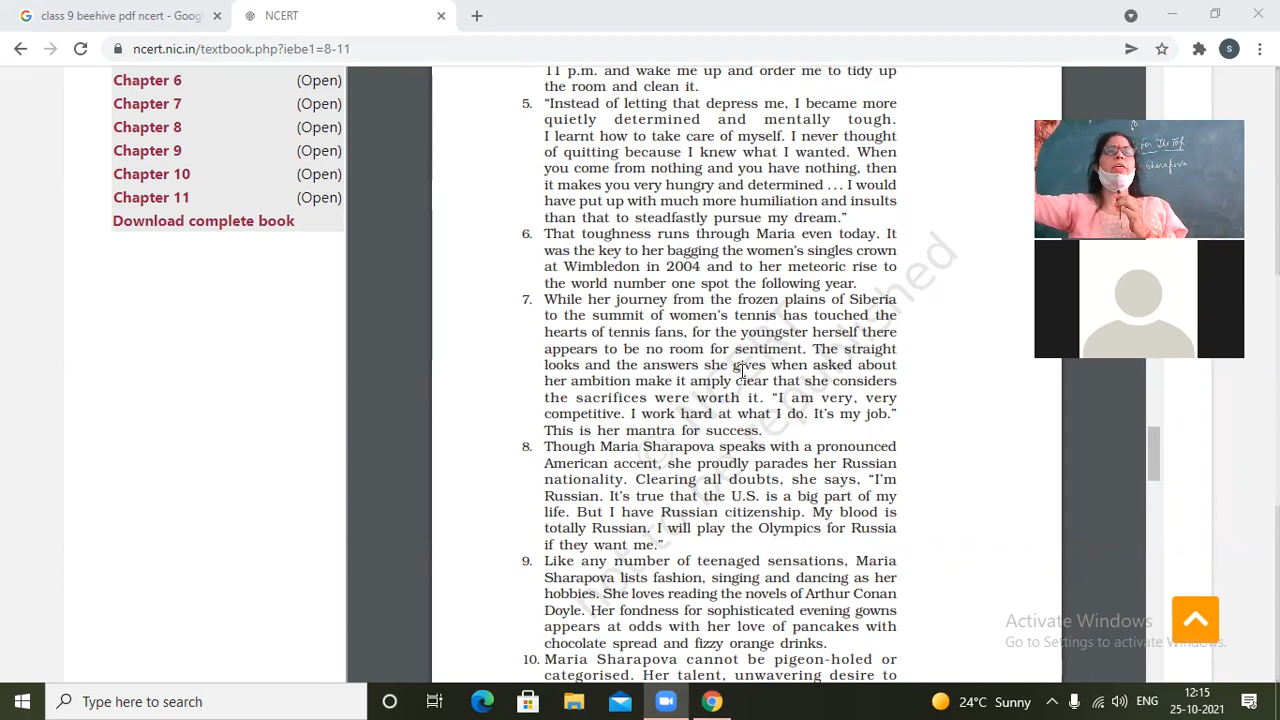 class 9 beehive pdf ncert - Goog
NCERT
ncert.nic.in/textbook.php?iebe1=8-11
S
Chapter 6 (Open)
Chapter 7 (Open)
Chapter 8 (Open)
Chapter 9 (Open)
Chapter 10 (Open)
Chapter 11 (Open)
Download complete book
11 p.m. and wake me up and order me to tidy up
the room and clean it.
5. “Instead of letting that depress me, I became more
quietly determined and mentally tough.
I learnt how to take care of myself. I never thought
of quitting because I knew what I wanted. When
you come from nothing and you have nothing, then
it makes you very hungry and determined ... I would
have put up with much more humiliation and insults
than that to steadfastly pursue my dream.”
6. That toughness runs through Maria even today. It
was the key to her bagging the women’s singles crown
at Wimbledon in 2004 and to her meteoric rise to
the world number one spot the following year.
7. While her journey from the frozen plains of Siberia
to the summit of women’s tennis has touched the
hearts of tennis fans, for the youngster herself there
appears to be no room for sentiment. The straight
looks and the answers she gives when asked about
her ambition make it amply clear that she considers
the sacrifices were worth it. “I am very, very
competitive. I work hard at what I do. It’s my job.”
This is her mantra for success.
8. Though Maria Sharapova speaks with a pronounced
American accent, she proudly parades her Russian
nationality. Clearing all doubts, she says, “I’m
Russian. It’s true that the U.S. is a big part of my
life. But I have Russian citizenship. My blood is
totally Russian. I will play the Olympics for Russia
if they want me.”
9. Like any number of teenaged sensations, Maria
Sharapova lists fashion, singing and dancing as her
hobbies. She loves reading the novels of Arthur Conan
Doyle. Her fondness for sophisticated evening gowns
appears at odds with her love of pancakes with
chocolate spread and fizzy orange drinks.
10. Maria Sharapova cannot be pigeon-holed or
categorised. Her talent, unwavering desire to
© NCERT
not to be republished
For The Top
Sharapova
Activate Windows
Go to Settings to activate Windows.
Type here to search
24°C Sunny
ENG
12:15
25-10-2021